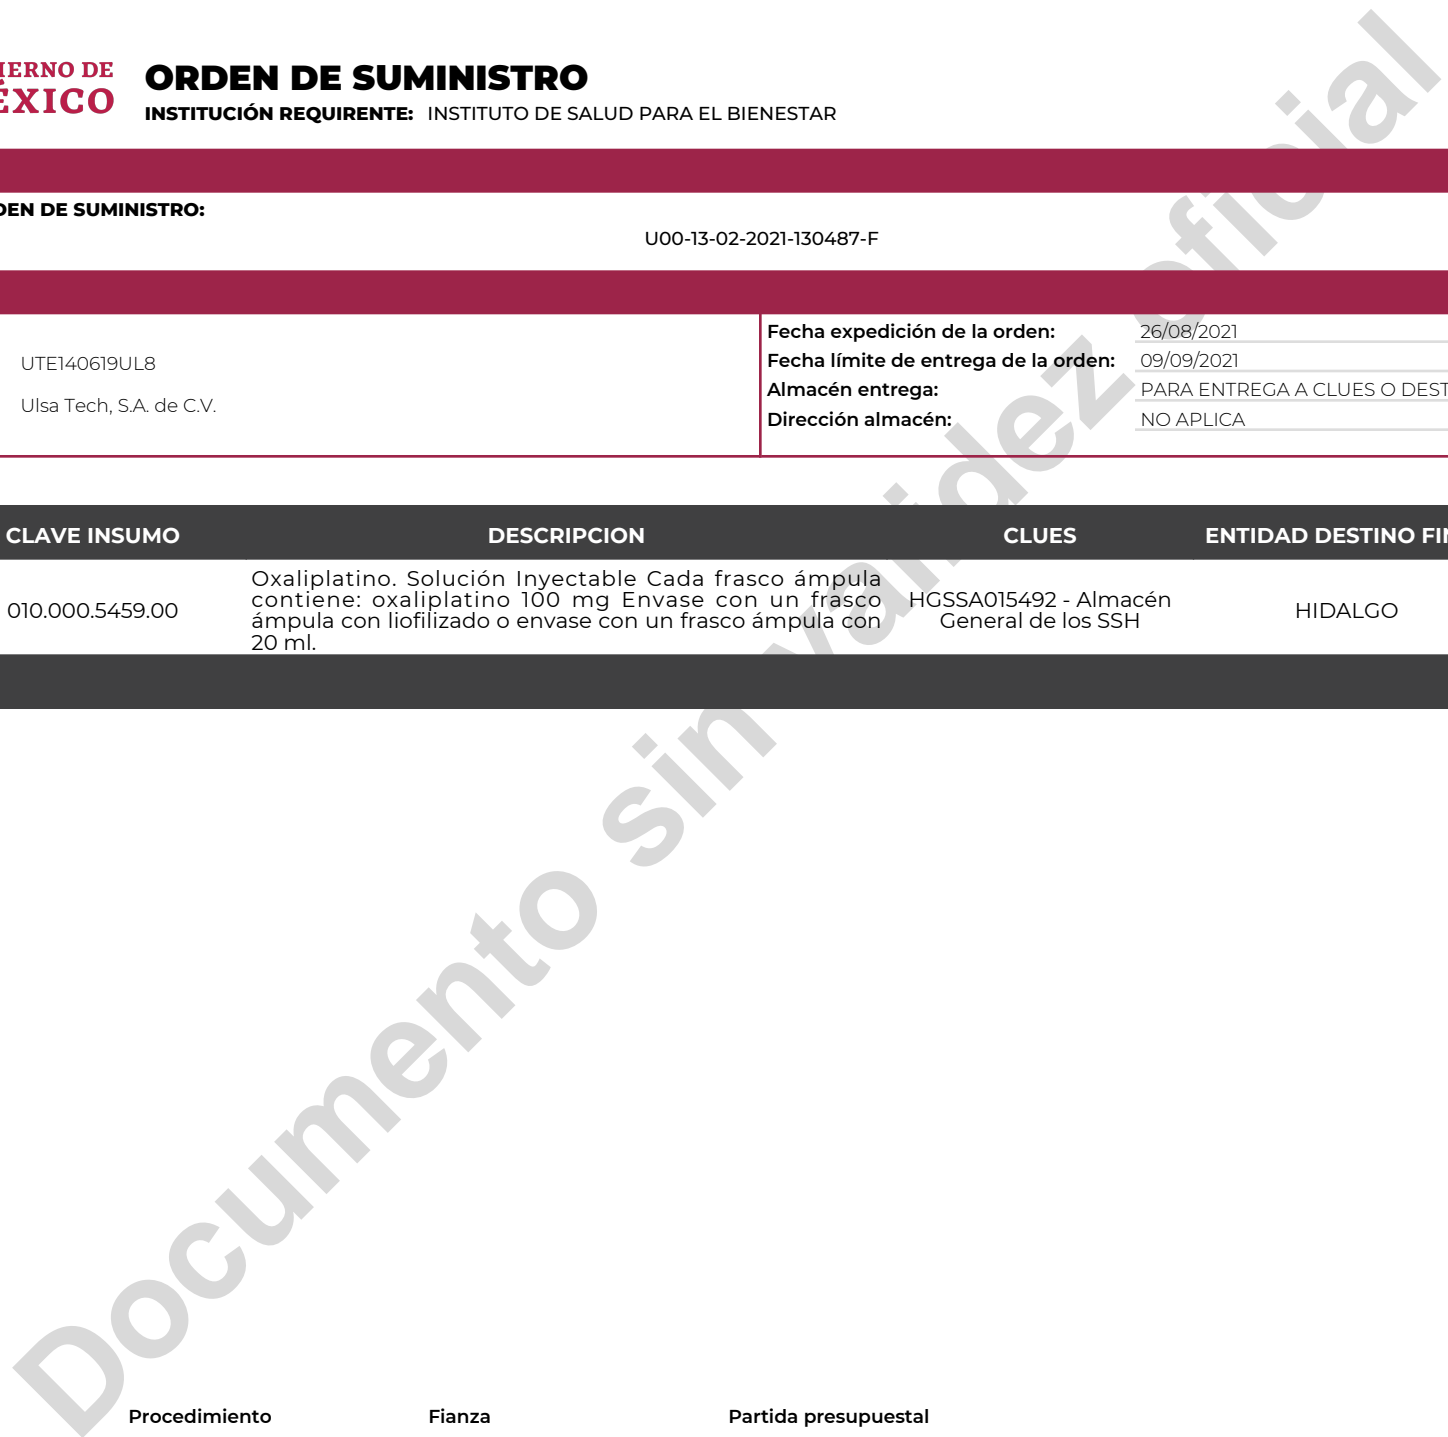 IERNO DE
ÉXICO
ORDEN DE SUMINISTRO
INSTITUCIÓN REQUIRENTE: INSTITUTO DE SALUD PARA EL BIENESTAR
DEN DE SUMINISTRO:
U00-13-02-2021-130487-F
UTE140619UL8
Ulsa Tech, S.A. de C.V.
Fecha expedición de la orden: 26/08/2021
Fecha límite de entrega de la orden: 09/09/2021
Almacén entrega: PARA ENTREGA A CLUES O DEST
Dirección almacén: NO APLICA
CLAVE INSUMO DESCRIPCION CLUES ENTIDAD DESTINO FIN
010.000.5459.00
Oxaliplatino. Solución Inyectable Cada frasco ámpula
contiene: oxaliplatino 100 mg Envase con un frasco
ámpula con liofilizado o envase con un frasco ámpula con
20 ml.
HGSSA015492 - Almacén
General de los SSH
HIDALGO
Documento sin validez oficial
Procedimiento Fianza Partida presupuestal